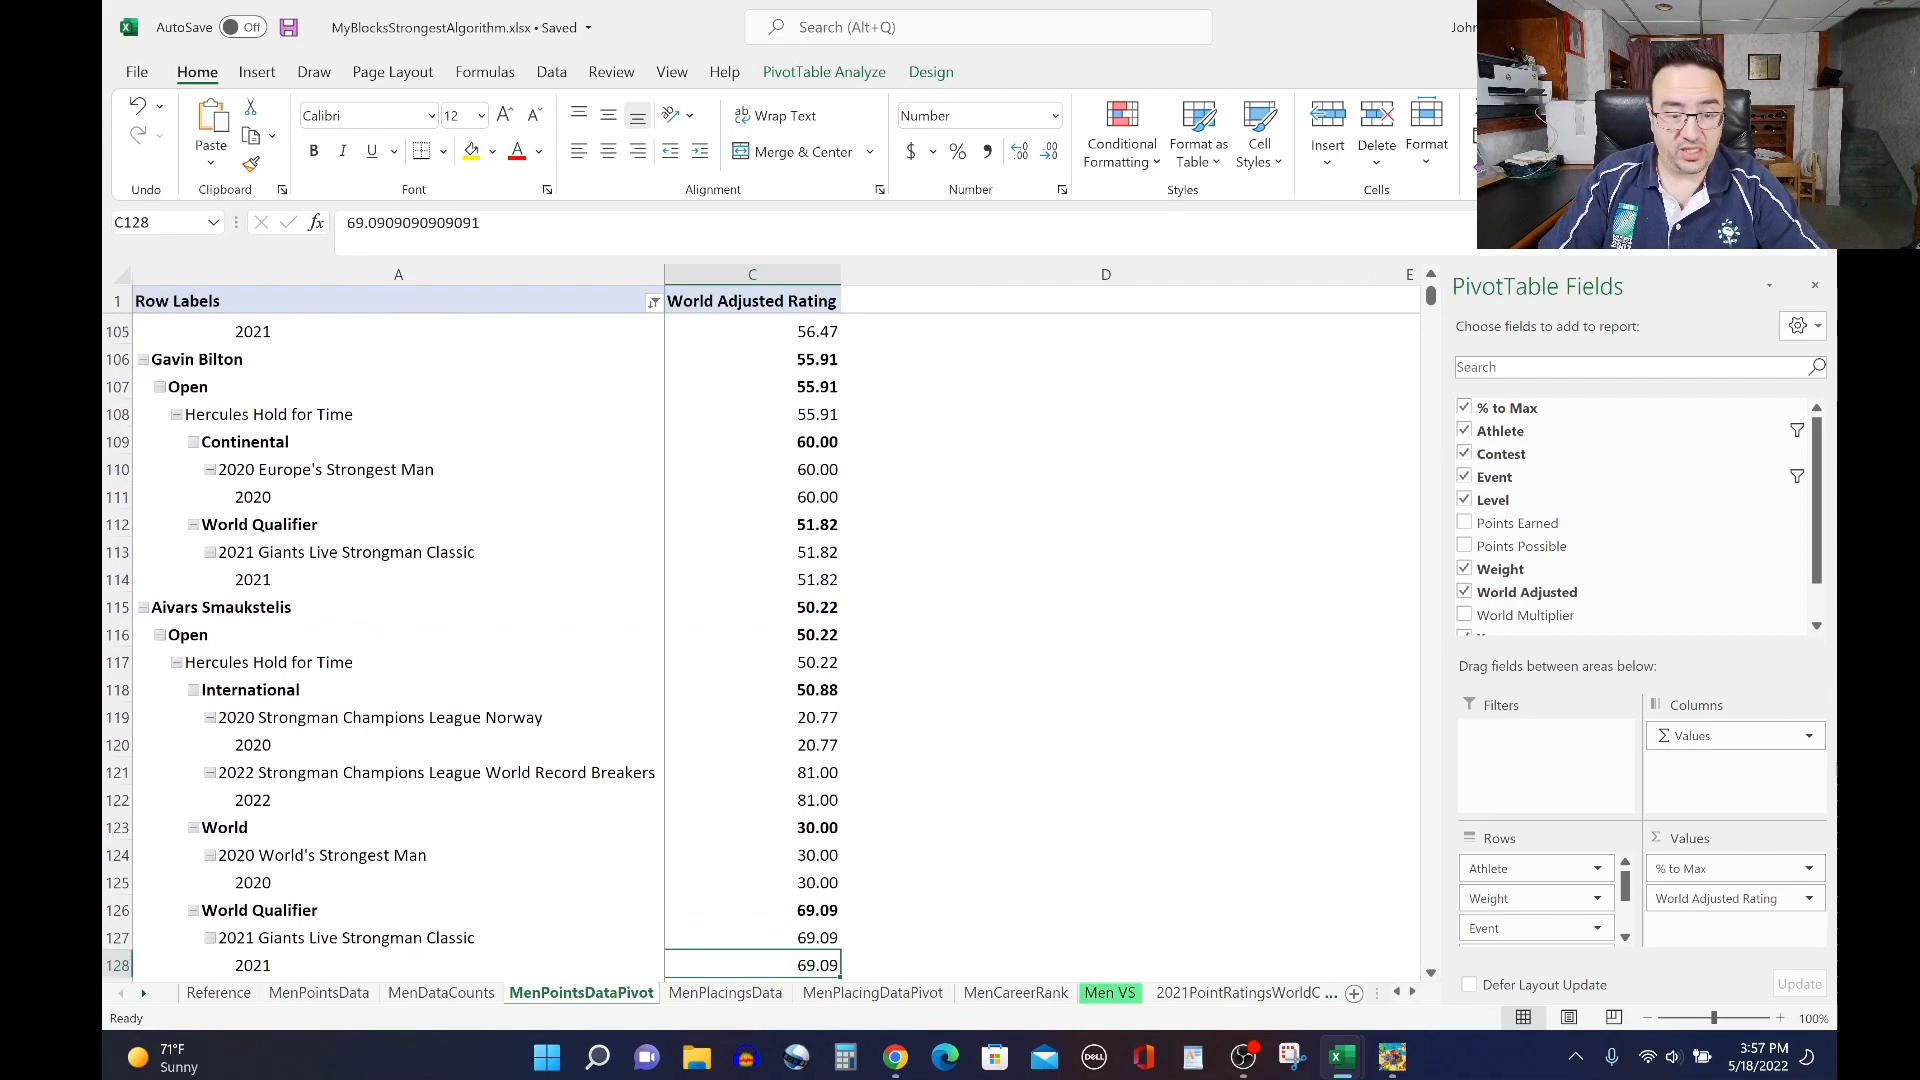 AutoSave Off MyBlocksStrongestAlgorithm.xlsx • Saved Search (Alt+Q) John
File Home Insert Draw Page Layout Formulas Data Review View Help PivotTable Analyze Design
Paste Calibri 12 Wrap Text Number Conditional Formatting Format as Table Cell Styles Insert Delete Format
B I U A Merge & Center $ %
Undo Clipboard Font Alignment Number Styles Cells
C128 fx 69.0909090909091
A C D E
1 Row Labels World Adjusted Rating
105 2021 56.47
106 Gavin Bilton 55.91
107 Open 55.91
108 Hercules Hold for Time 55.91
109 Continental 60.00
110 2020 Europe's Strongest Man 60.00
111 2020 60.00
112 World Qualifier 51.82
113 2021 Giants Live Strongman Classic 51.82
114 2021 51.82
115 Aivars Smaukstelis 50.22
116 Open 50.22
117 Hercules Hold for Time 50.22
118 International 50.88
119 2020 Strongman Champions League Norway 20.77
120 2020 20.77
121 2022 Strongman Champions League World Record Breakers 81.00
122 2022 81.00
123 World 30.00
124 2020 World's Strongest Man 30.00
125 2020 30.00
126 World Qualifier 69.09
127 2021 Giants Live Strongman Classic 69.09
128 2021 69.09
PivotTable Fields
Choose fields to add to report:
Search
% to Max
Athlete
Contest
Event
Level
Points Earned
Points Possible
Weight
World Adjusted
World Multiplier
Drag fields between areas below:
Filters Columns
Σ Values
Rows Σ Values
Athlete % to Max
Weight World Adjusted Rating
Event
Defer Layout Update Update
Reference MenPointsData MenDataCounts MenPointsDataPivot MenPlacingsData MenPlacingDataPivot MenCareerRank Men VS 2021PointRatingsWorldC ...
Ready 100%
71°F
Sunny
DELL
3:57 PM
5/18/2022